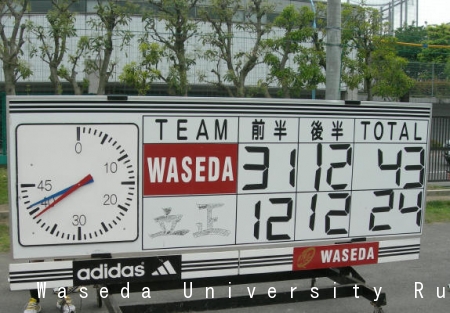 TEAM 前半 後半 TOTAL
WASEDA 31 12 43
立正 12 12 24
0
10
20
30
40
45
adidas WASEDA
Waseda University Ru